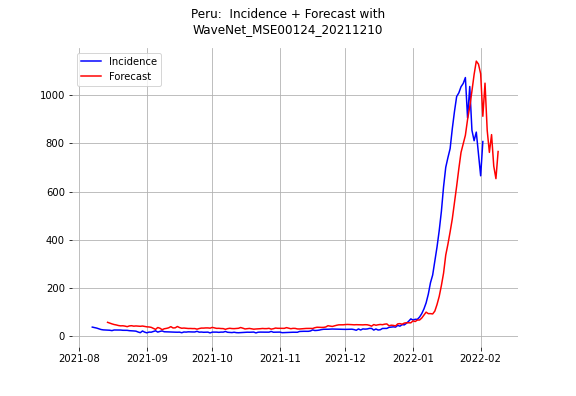 Peru:  Incidence + Forecast with
WaveNet_MSE00124_20211210
Incidence
Forecast
1000
800
600
400
200
0
2021-08 2021-09 2021-10 2021-11 2021-12 2022-01 2022-02